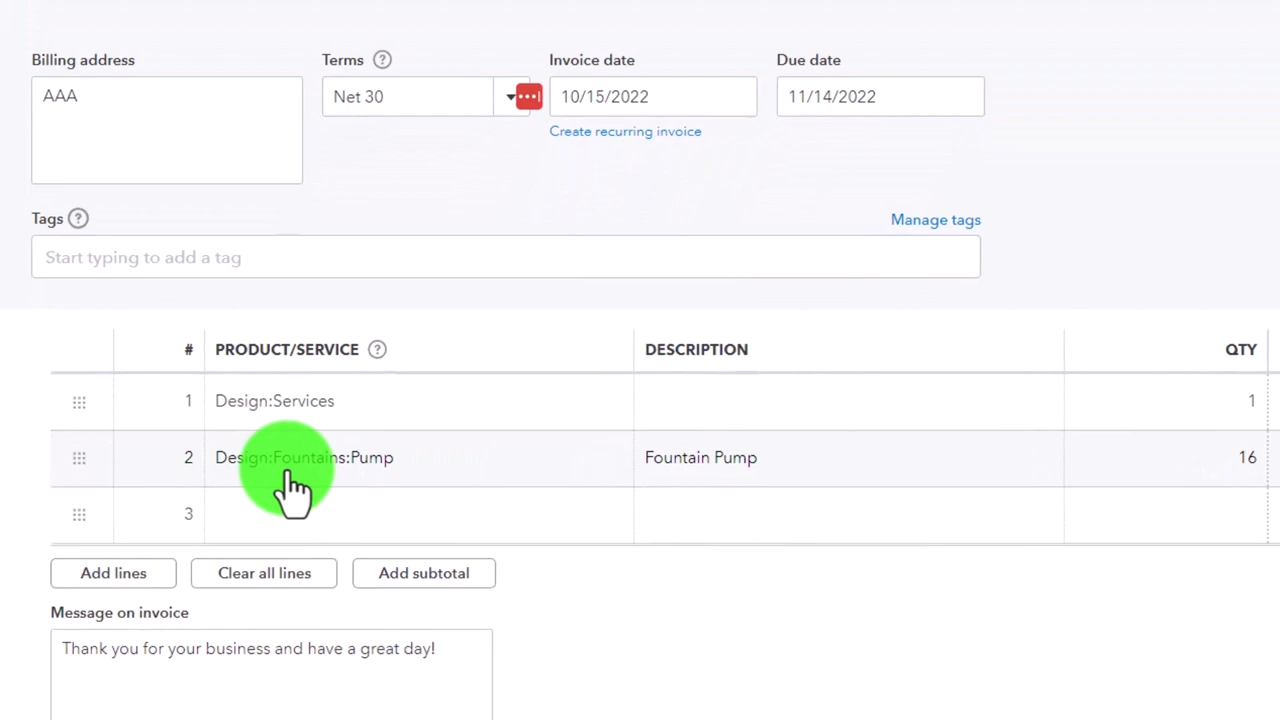 Billing address Terms Invoice date Due date
AAA Net 30 10/15/2022 11/14/2022
Create recurring invoice
Tags Manage tags
Start typing to add a tag
# PRODUCT/SERVICE DESCRIPTION QTY
1 Design:Services 1
2 Design:Fountains:Pump Fountain Pump 16
3
Add lines Clear all lines Add subtotal
Message on invoice
Thank you for your business and have a great day!